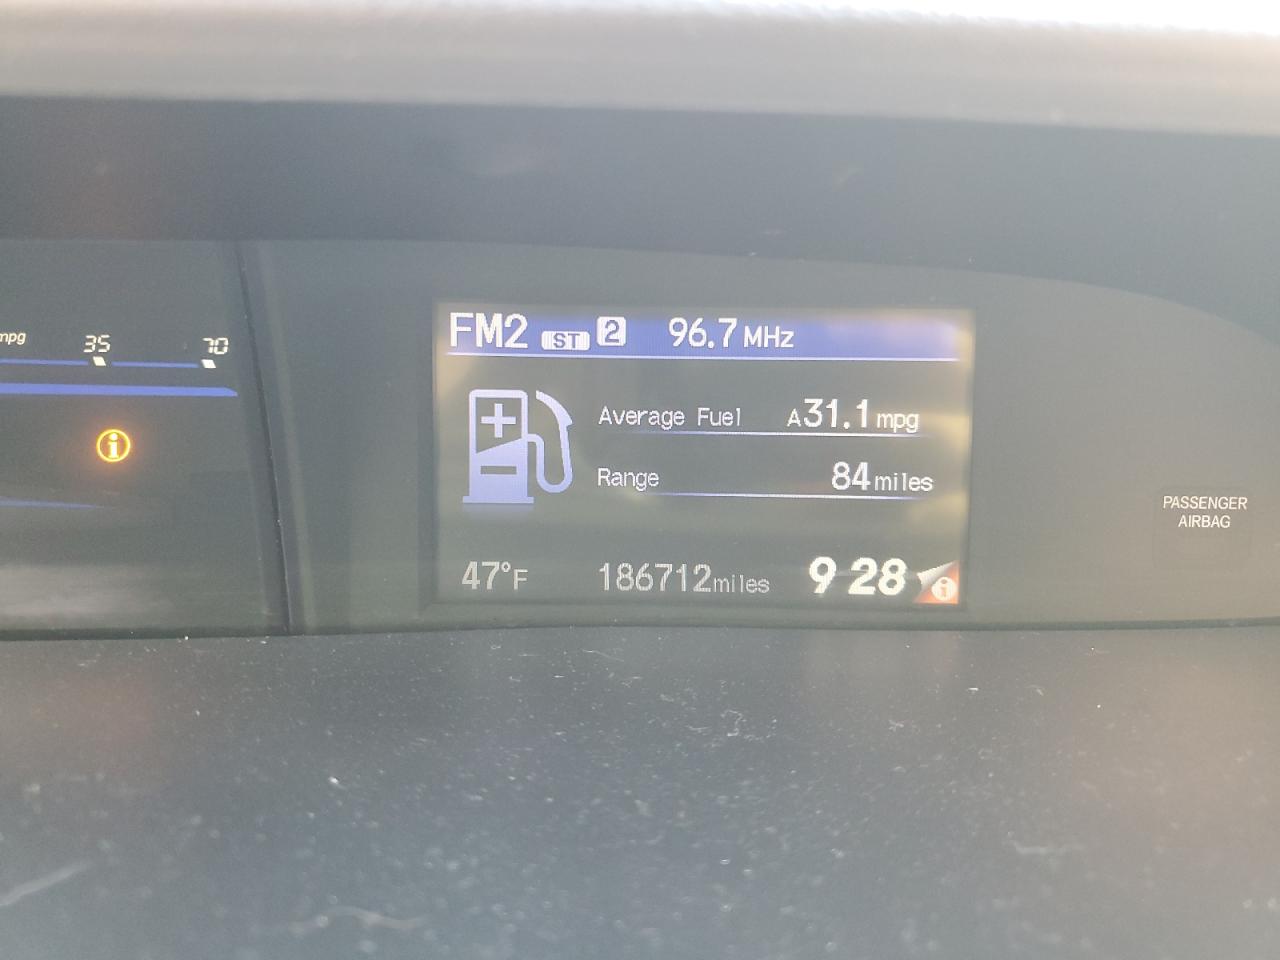 FM2 ST 2 96.7 MHz
mpg 35 70
Average Fuel A31.1 mpg
Range 84 miles
PASSENGER
AIRBAG
47°F 186712 miles 9 28